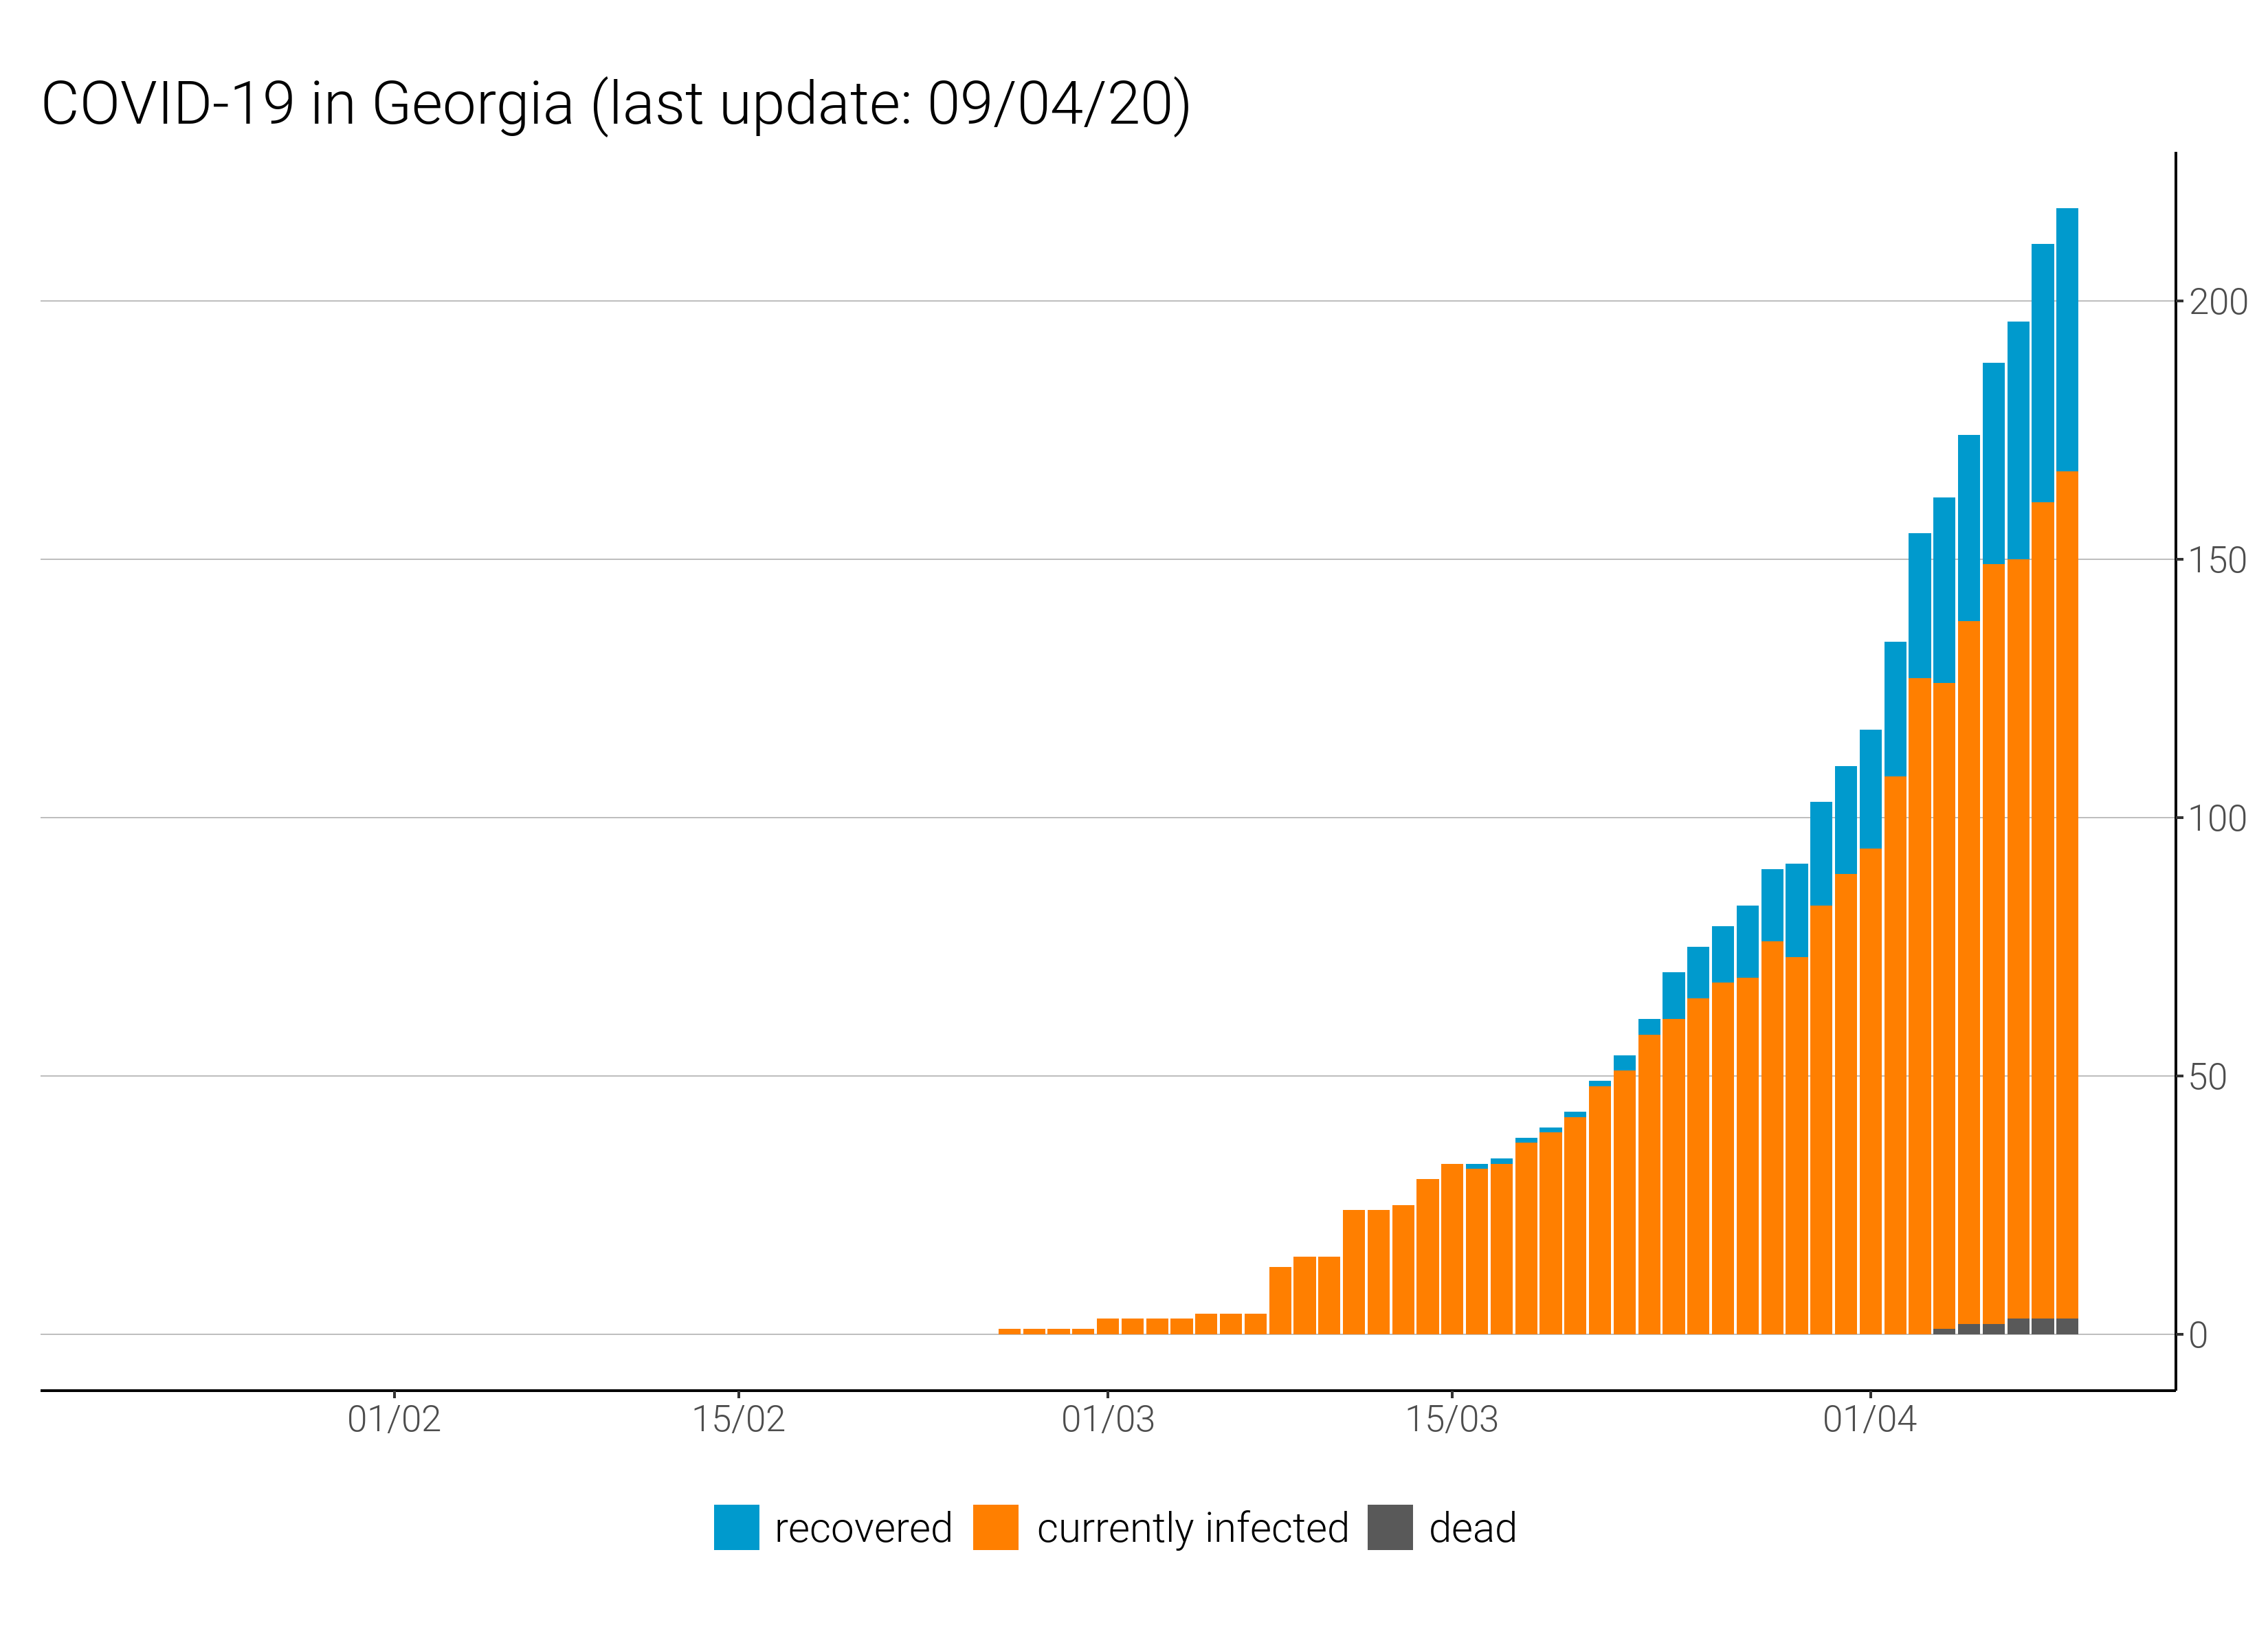 COVID-19 in Georgia (last update: 09/04/20)
200
150
100
50
0
01/02 15/02 01/03 15/03 01/04
recovered currently infected dead